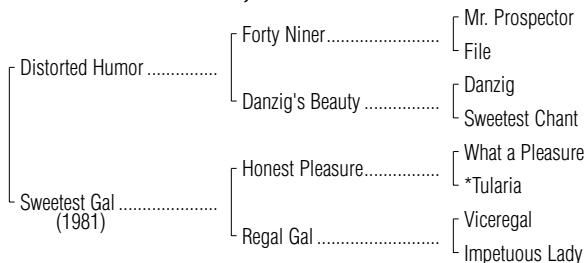 Mr. Prospector
Forty Niner
File
Distorted Humor
Danzig
Danzig's Beauty
Sweetest Chant
What a Pleasure
Honest Pleasure
*Tularia
Sweetest Gal
(1981)
Viceregal
Regal Gal
Impetuous Lady